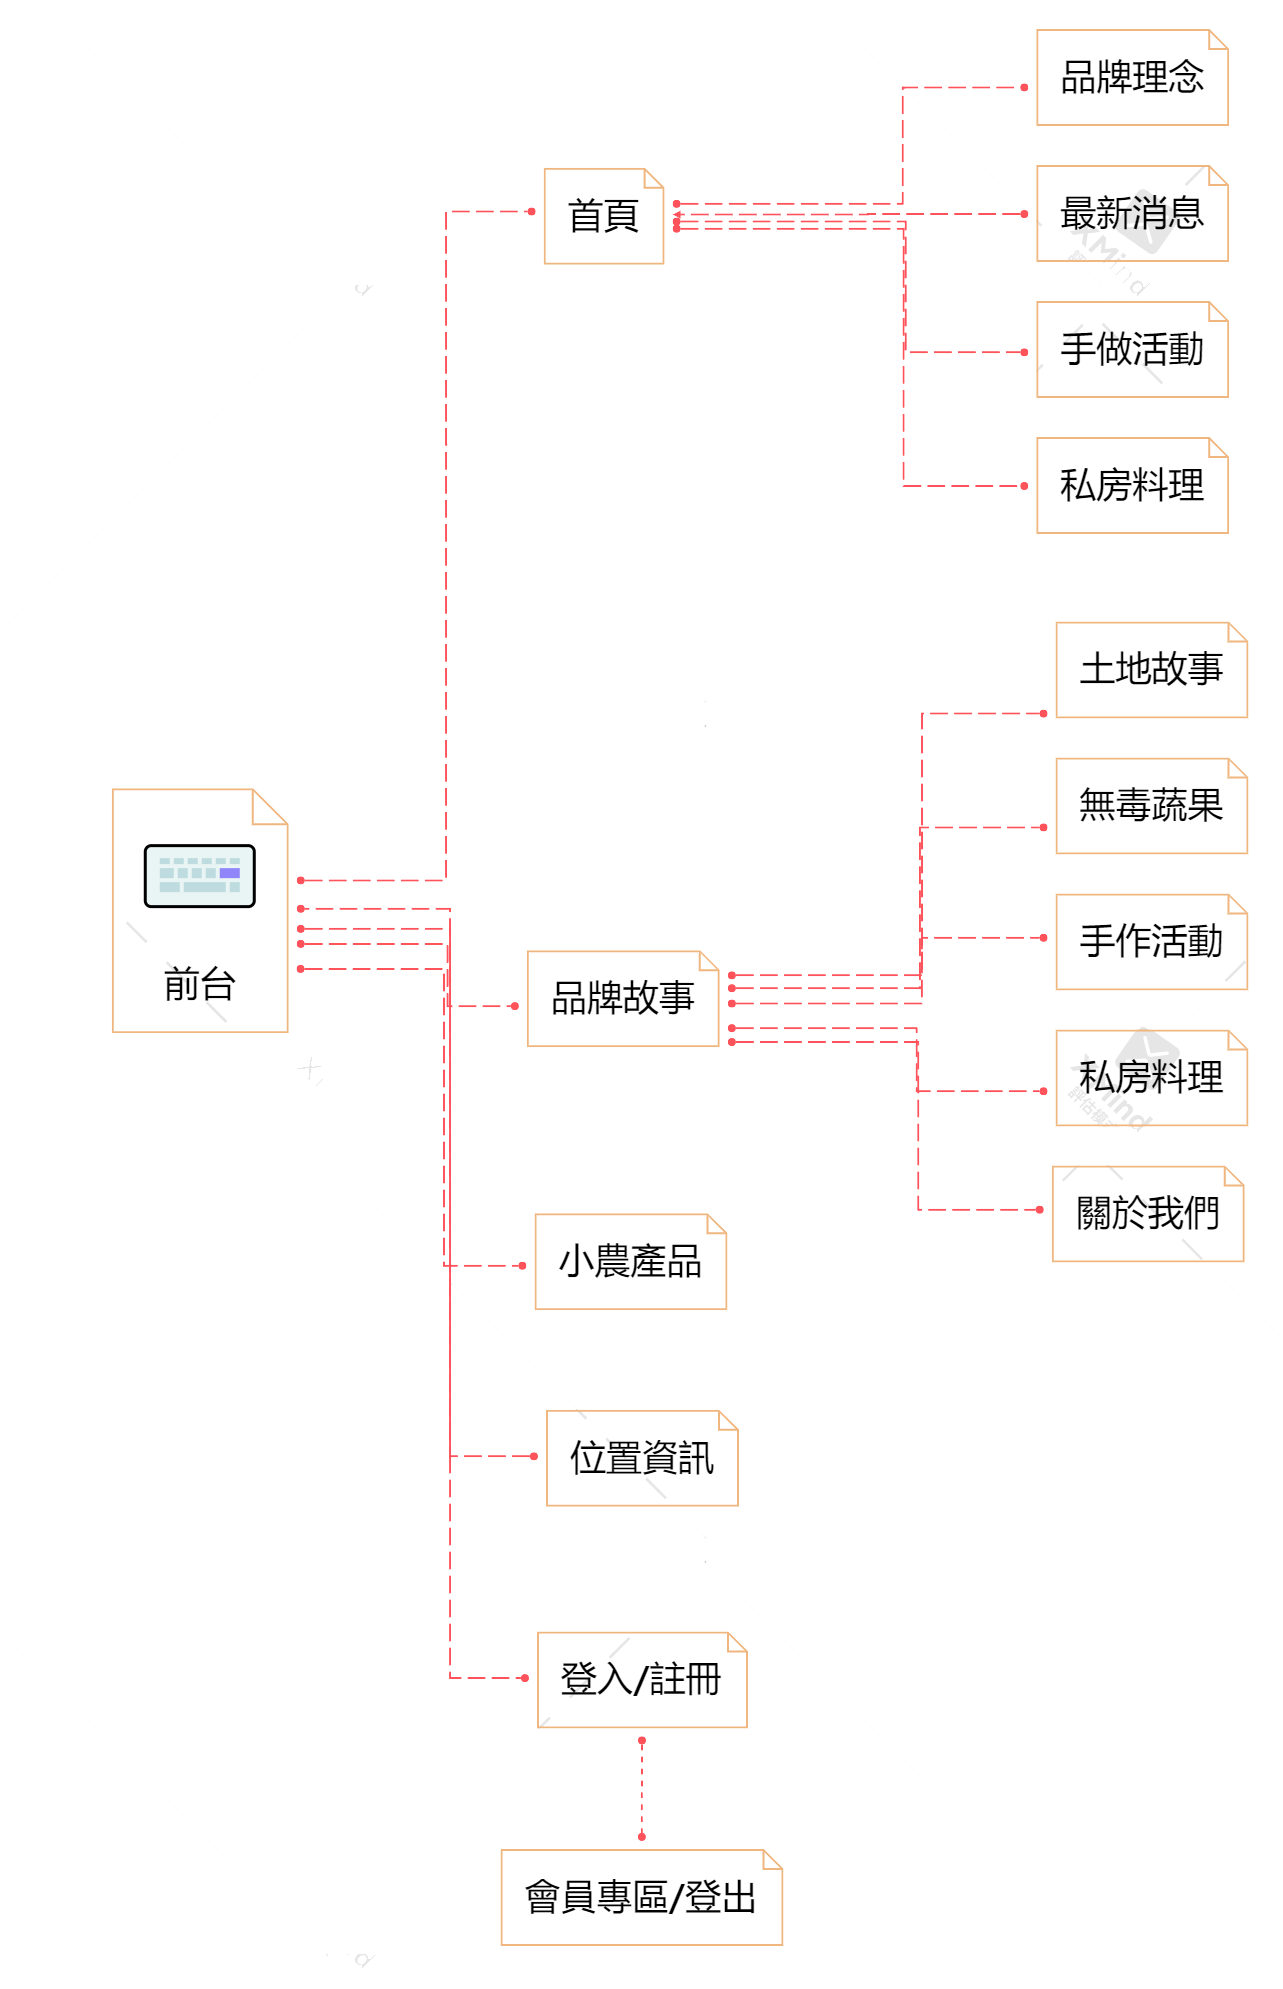 品牌理念
首頁
最新消息
手做活動
私房料理
土地故事
無毒蔬果
手作活動
前台
品牌故事
私房料理
關於我們
小農產品
位置資訊
登入/註冊
會員專區/登出
XMind